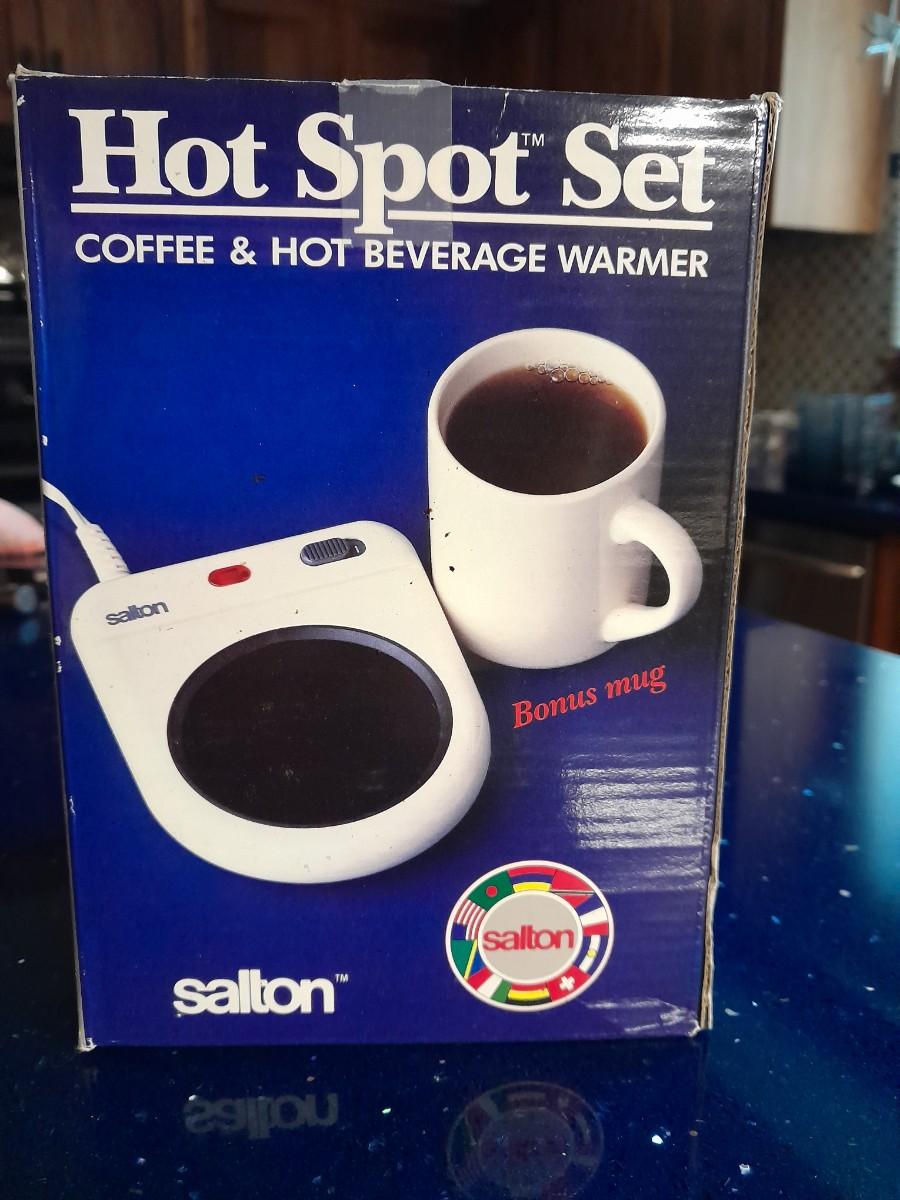 Hot Spot™ Set
COFFEE & HOT BEVERAGE WARMER
salton
Bonus mug
salton
salton™